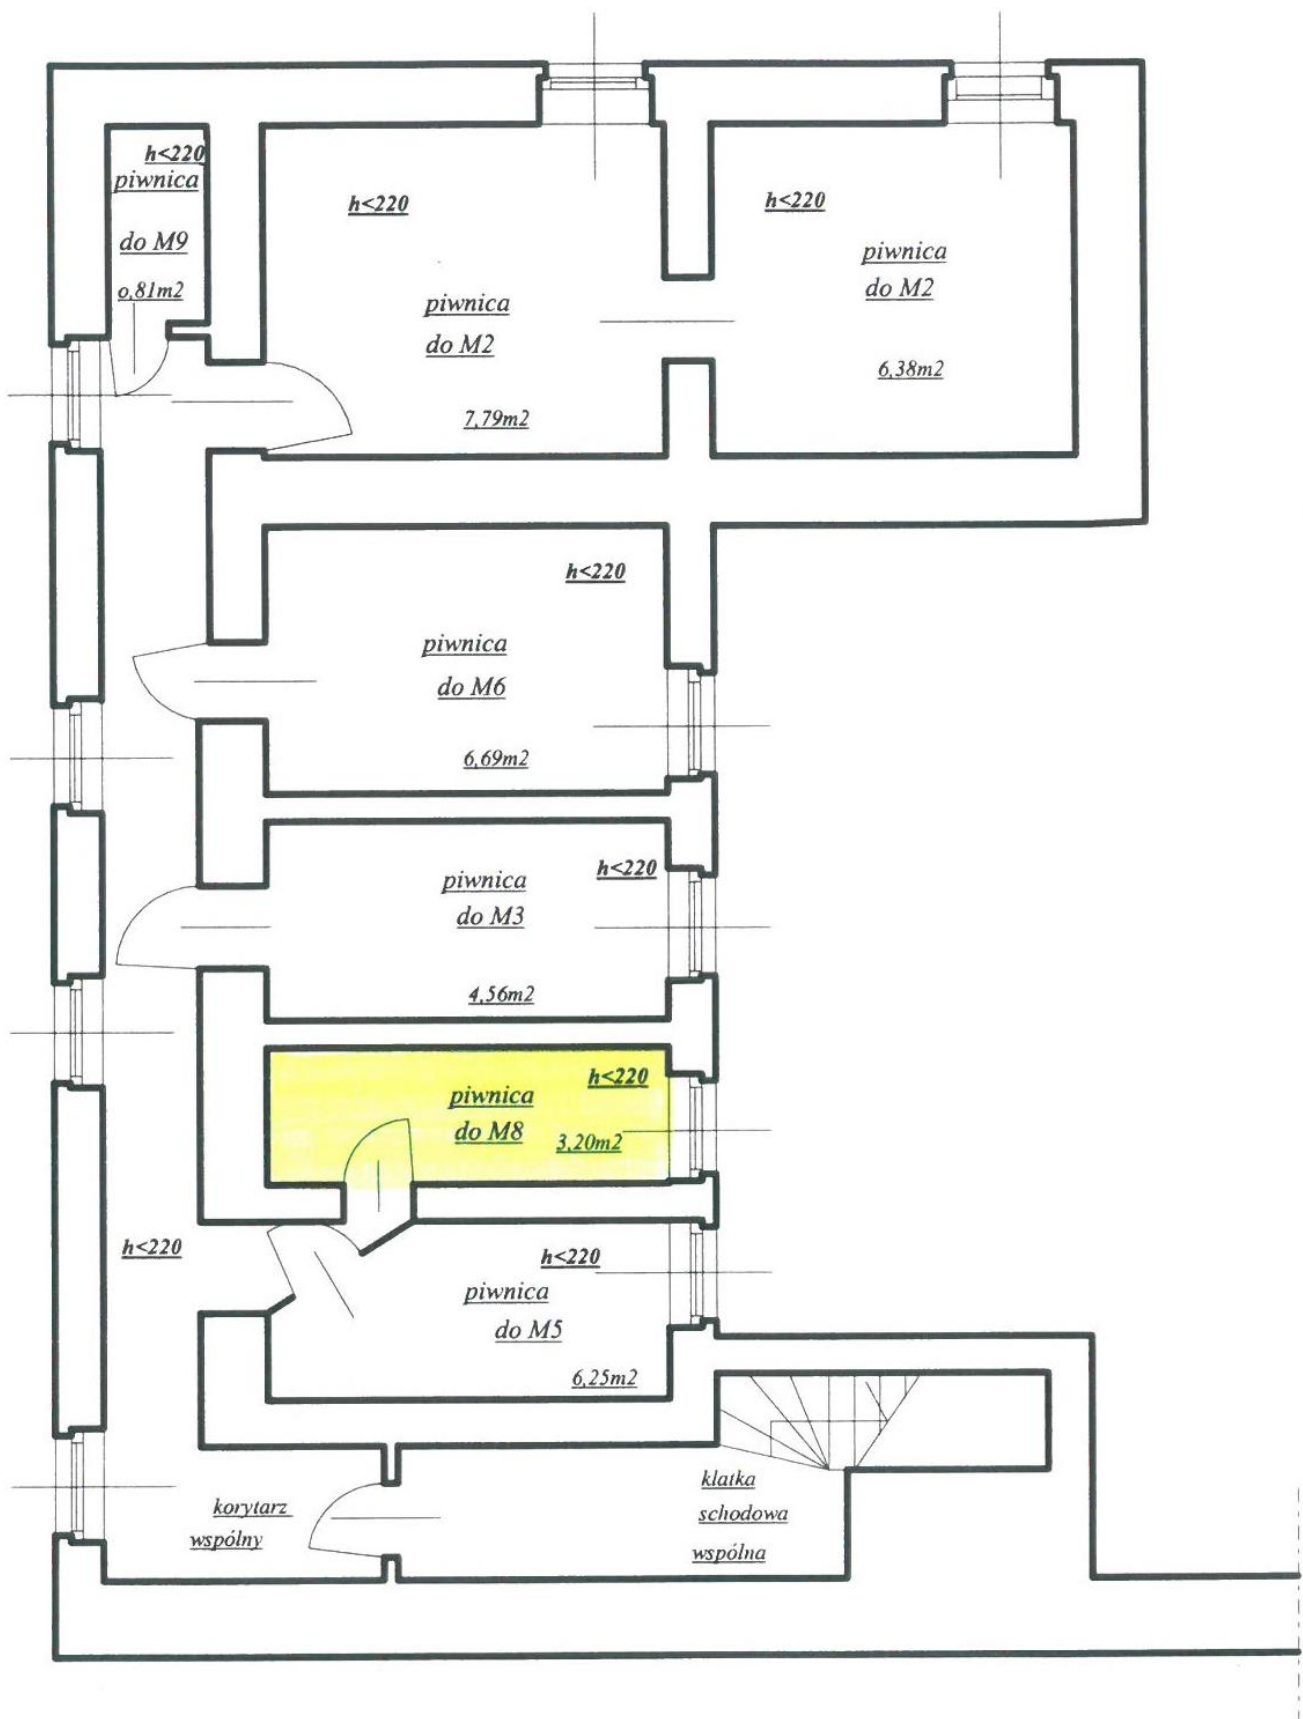 h<220
piwnica
do M9
0,81m2
h<220
piwnica
do M2
7,79m2
h<220
piwnica
do M2
6,38m2
h<220
piwnica
do M6
6,69m2
h<220
piwnica
do M3
4,56m2
h<220
piwnica
do M8
3,20m2
h<220
h<220
piwnica
do M5
6,25m2
korytarz
wspólny
klatka
schodowa
wspólna